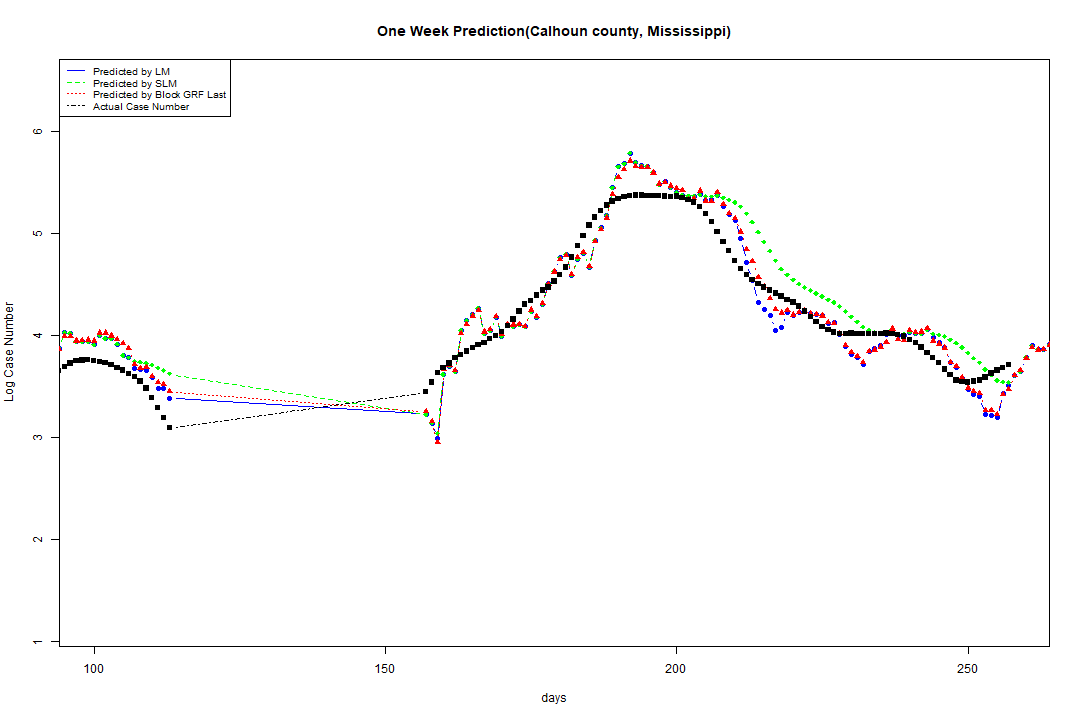 One Week Prediction(Calhoun county, Mississippi)
Predicted by LM
Predicted by SLM
Predicted by Block GRF Last
Actual Case Number
6
5
4
3
2
1
Log Case Number
100
150
200
250
days